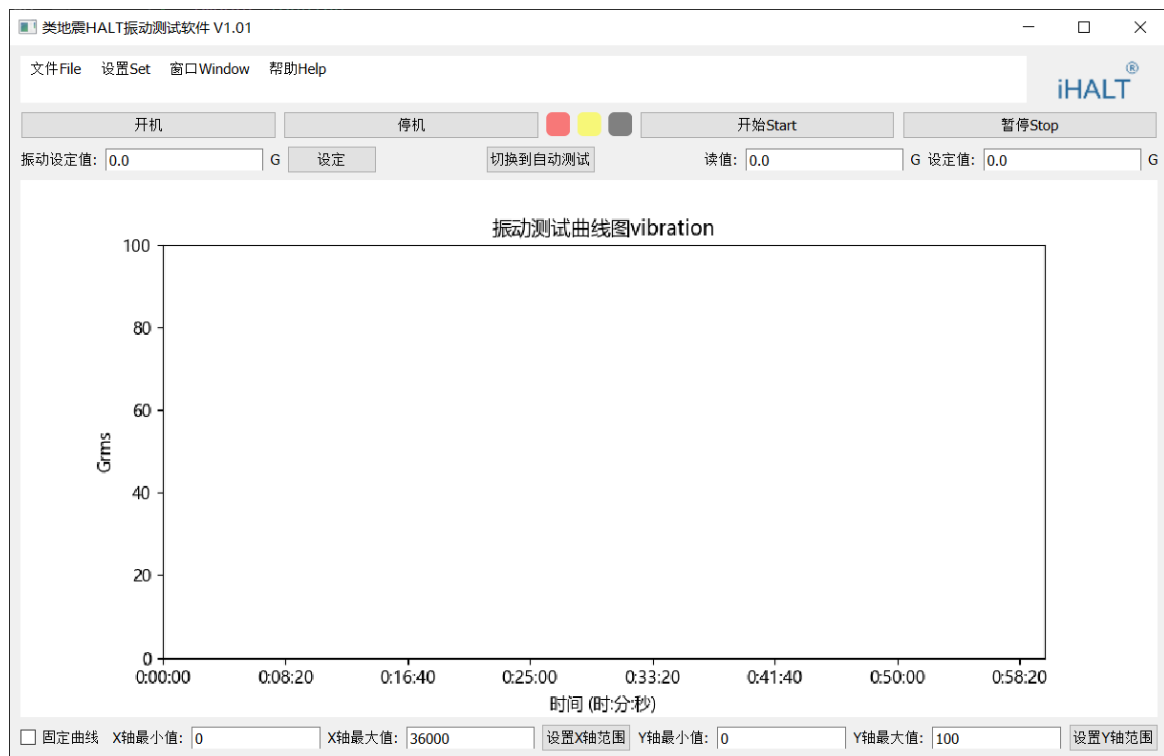 类地震HALT振动测试软件 V1.01
文件File 设置Set 窗口Window 帮助Help
iHALT®
开机 停机 开始Start 暂停Stop
振动设定值: 0.0 G 设定 切换到自动测试 读值: 0.0 G 设定值: 0.0 G
振动测试曲线图vibration
100
80
60
Grms
40
20
0
0:00:00 0:08:20 0:16:40 0:25:00 0:33:20 0:41:40 0:50:00 0:58:20
时间 (时:分:秒)
固定曲线 X轴最小值: 0 X轴最大值: 36000 设置X轴范围 Y轴最小值: 0 Y轴最大值: 100 设置Y轴范围